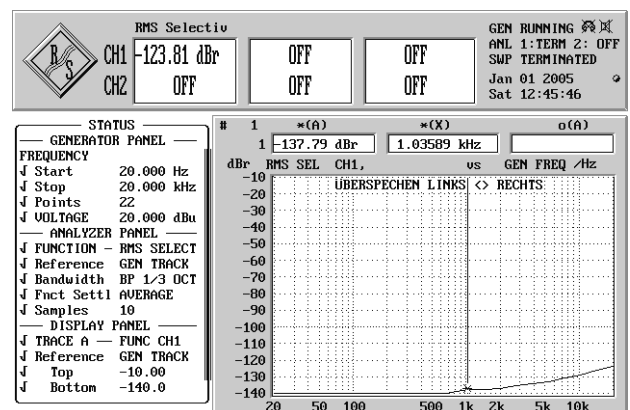 RMS Selectiv
GEN RUNNING
CH1 -123.81 dBr OFF OFF
ANL 1:TERM 2: OFF
SWP TERMINATED
R&S
CH2 OFF OFF OFF
Jan 01 2005
Sat 12:45:46
STATUS
GENERATOR PANEL
FREQUENCY
Start 20.000 Hz
Stop 20.000 kHz
Points 22
VOLTAGE 20.000 dBu
ANALYZER PANEL
FUNCTION - RMS SELECT
Reference GEN TRACK
Bandwidth BP 1/3 OCT
Fnct Settl AVERAGE
Samples 10
DISPLAY PANEL
TRACE A - FUNC CH1
Reference GEN TRACK
Top -10.00
Bottom -140.0
# 1 *(A) *(X) o(A)
1 -137.79 dBr 1.03589 kHz
dBr RMS SEL CH1, vs GEN FREQ /Hz
-10
ÜBERSPECHEN LINKS <> RECHTS
-20
-30
-40
-50
-60
-70
-80
-90
-100
-110
-120
-130
-140
20 50 100 500 1k 2k 5k 10k